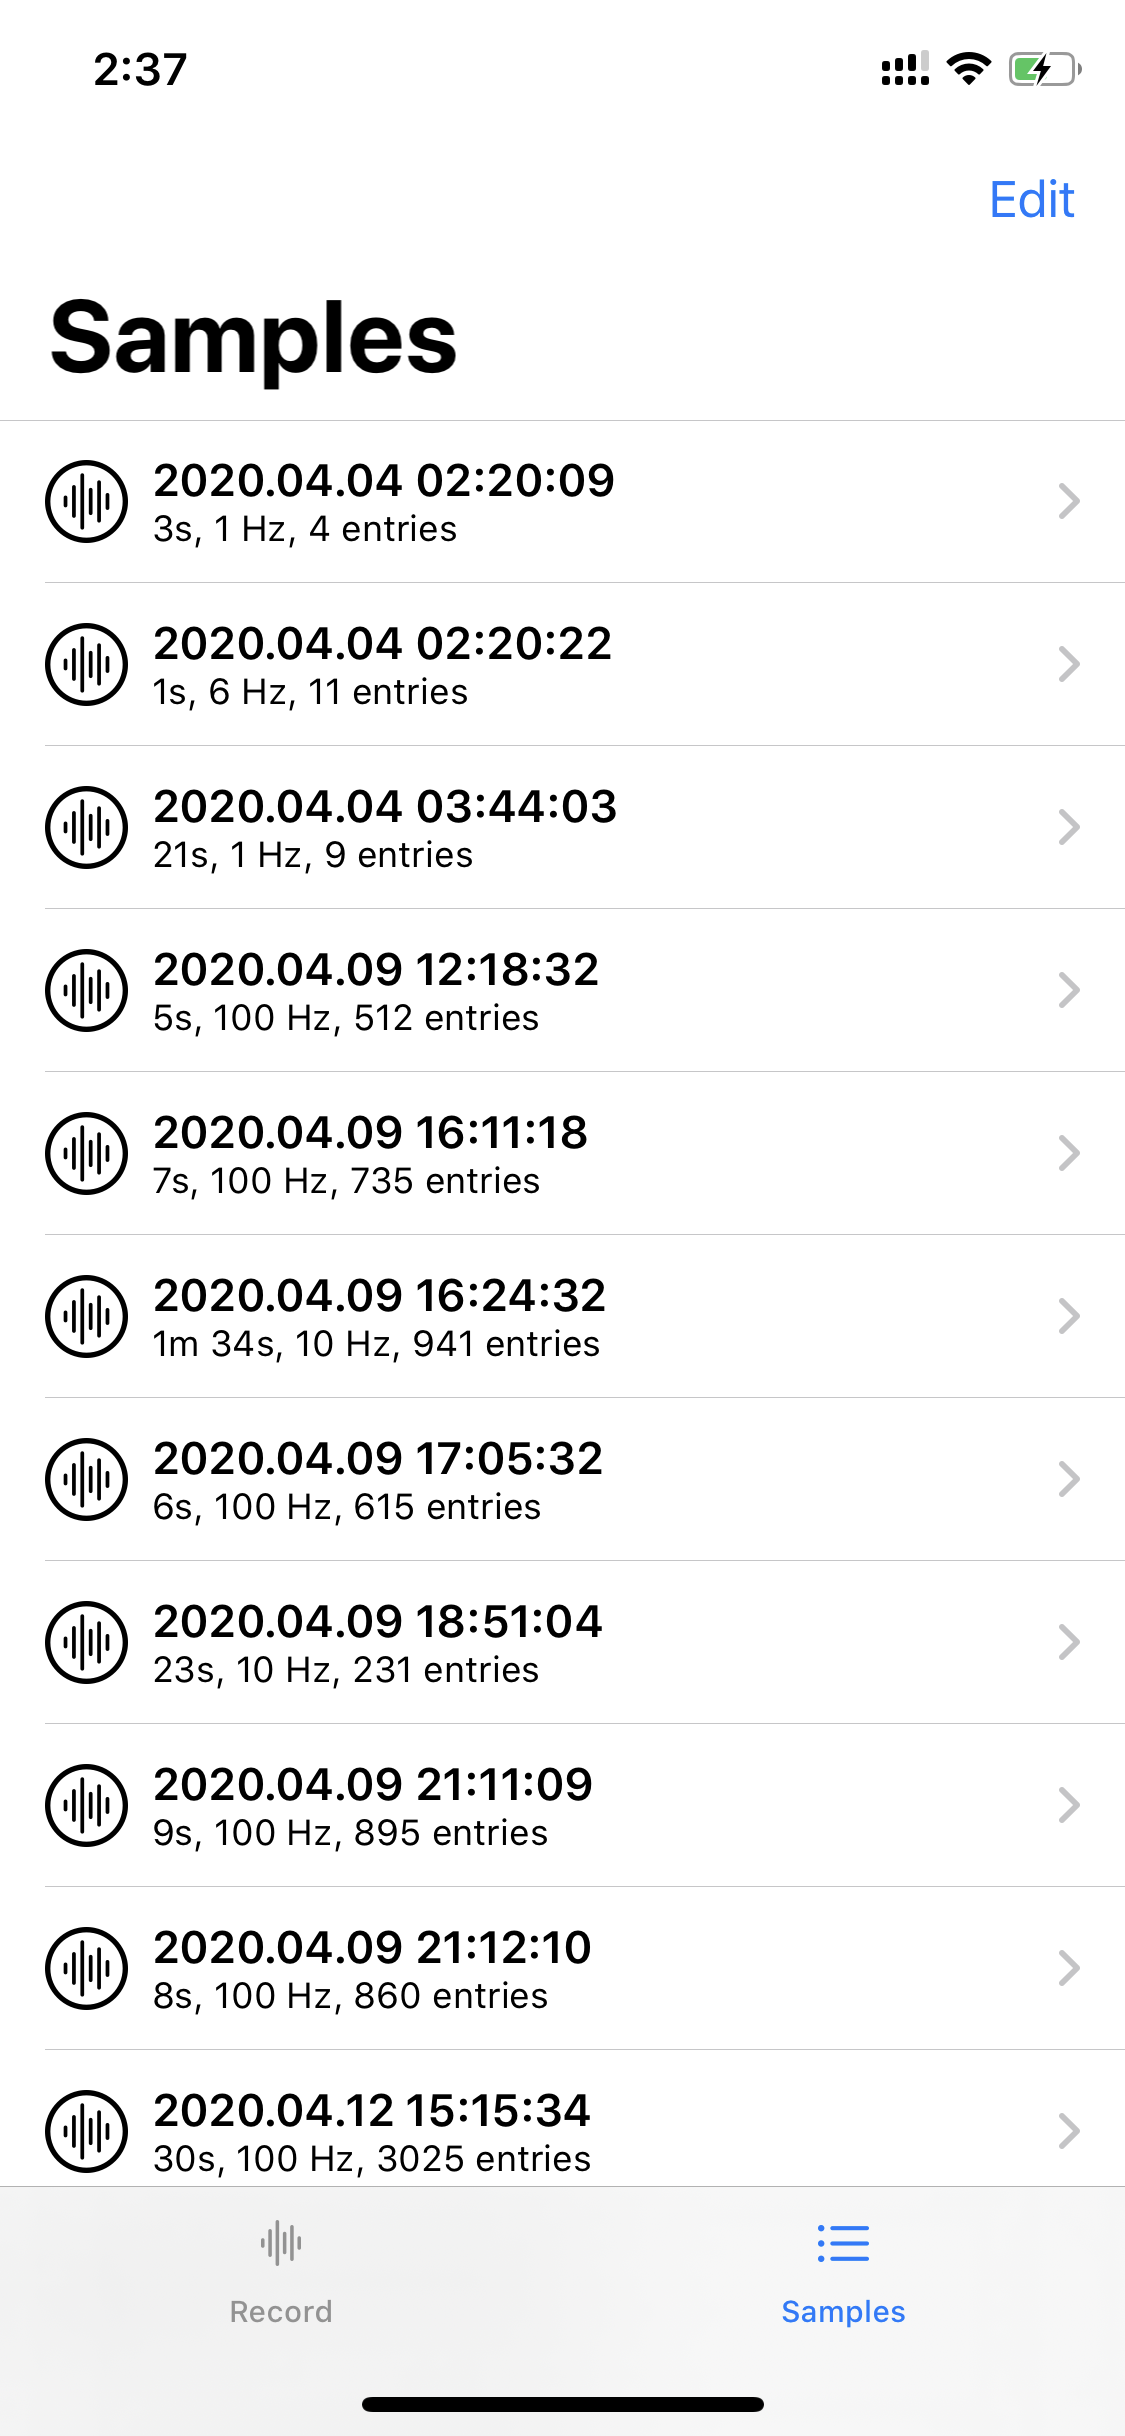 2:37
Edit
Samples
2020.04.04 02:20:09
3s, 1 Hz, 4 entries
2020.04.04 02:20:22
1s, 6 Hz, 11 entries
2020.04.04 03:44:03
21s, 1 Hz, 9 entries
2020.04.09 12:18:32
5s, 100 Hz, 512 entries
2020.04.09 16:11:18
7s, 100 Hz, 735 entries
2020.04.09 16:24:32
1m 34s, 10 Hz, 941 entries
2020.04.09 17:05:32
6s, 100 Hz, 615 entries
2020.04.09 18:51:04
23s, 10 Hz, 231 entries
2020.04.09 21:11:09
9s, 100 Hz, 895 entries
2020.04.09 21:12:10
8s, 100 Hz, 860 entries
2020.04.12 15:15:34
30s, 100 Hz, 3025 entries
Record
Samples